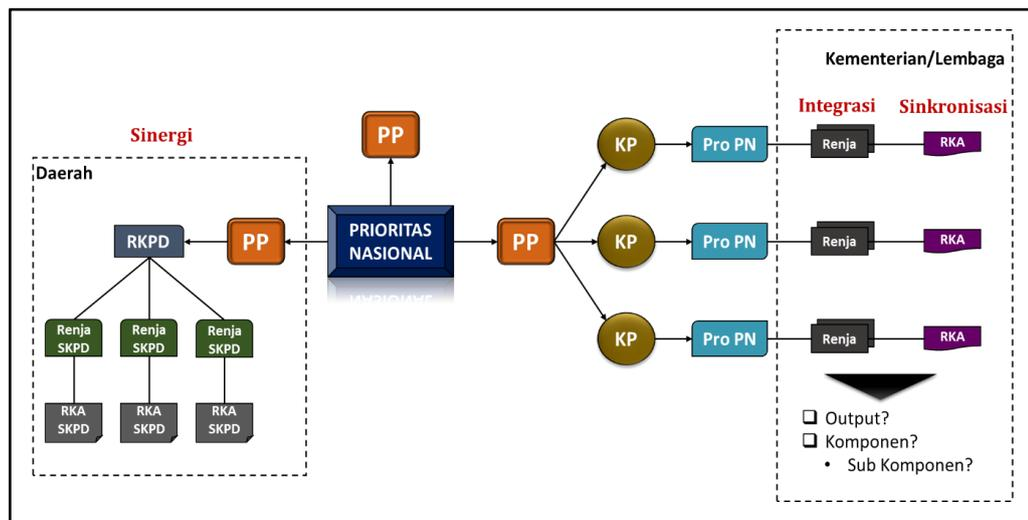 Sinergi
Daerah
RKPD
PP
Renja
SKPD
Renja
SKPD
Renja
SKPD
RKA
SKPD
RKA
SKPD
RKA
SKPD
PP
PRIORITAS
NASIONAL
PP
KP
Pro PN
KP
Pro PN
KP
Pro PN
Kementerian/Lembaga
Integrasi
Sinkronisasi
Renja
RKA
Renja
RKA
Renja
RKA
Output?
Komponen?
• Sub Komponen?